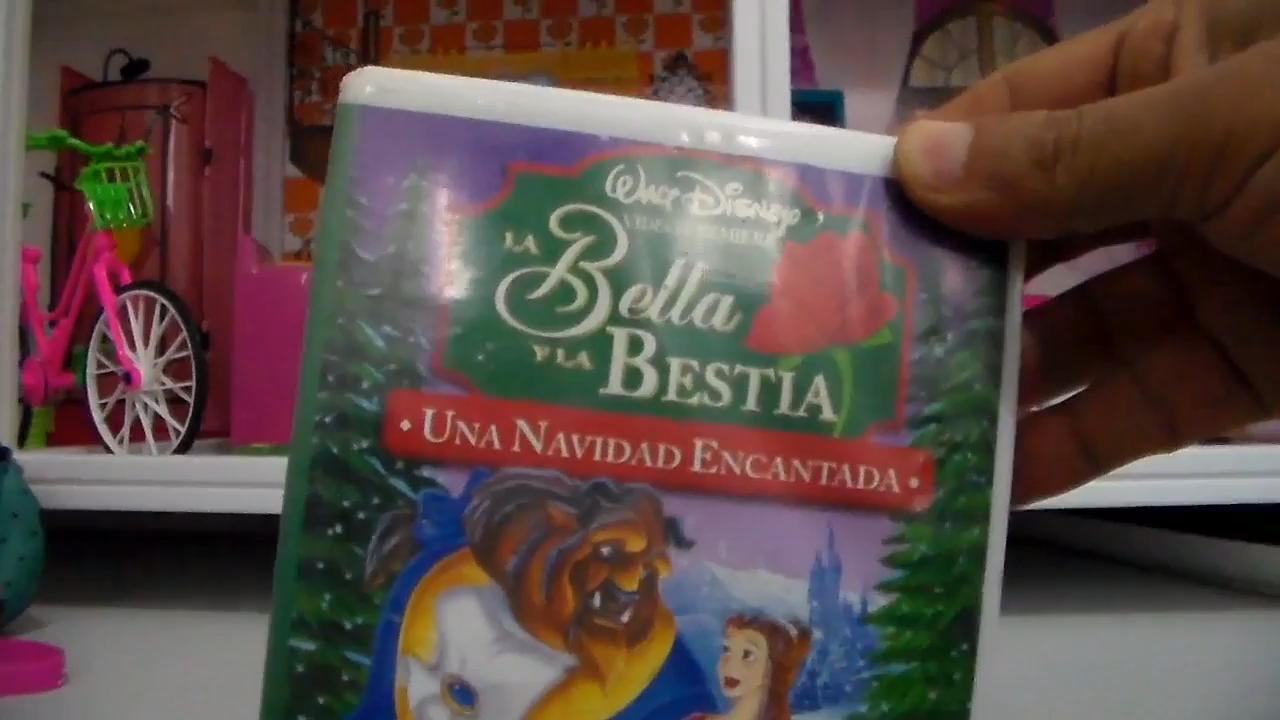 Walt Disney
LA
Bella
Y LA
BESTIA
• UNA NAVIDAD ENCANTADA •